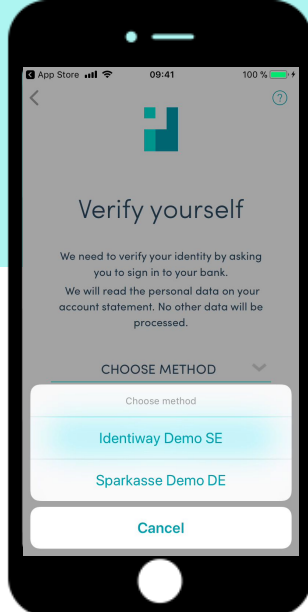 App Store 09:41 100 %
?
Verify yourself
We need to verify your identity by asking
you to sign in to your bank.
We will read the personal data on your
account statement. No other data will be
processed.
CHOOSE METHOD
Choose method
Identiway Demo SE
Sparkasse Demo DE
Cancel